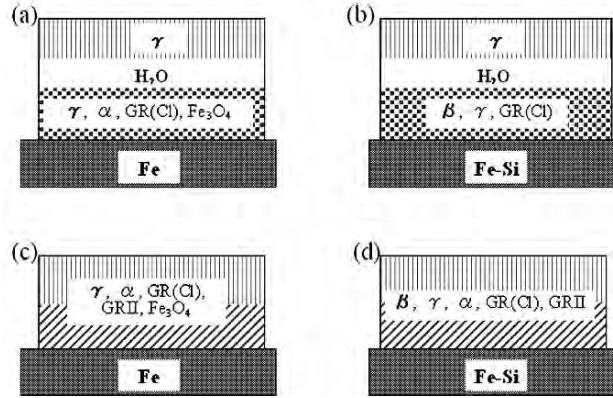 (a)
γ
H₂O
γ, α, GR(Cl), Fe₃O₄
Fe
(b)
γ
H₂O
β, γ, GR(Cl)
Fe-Si
(c)
γ, α, GR(Cl),
GRII, Fe₃O₄
Fe
(d)
β, γ, α, GR(Cl), GRII
Fe-Si